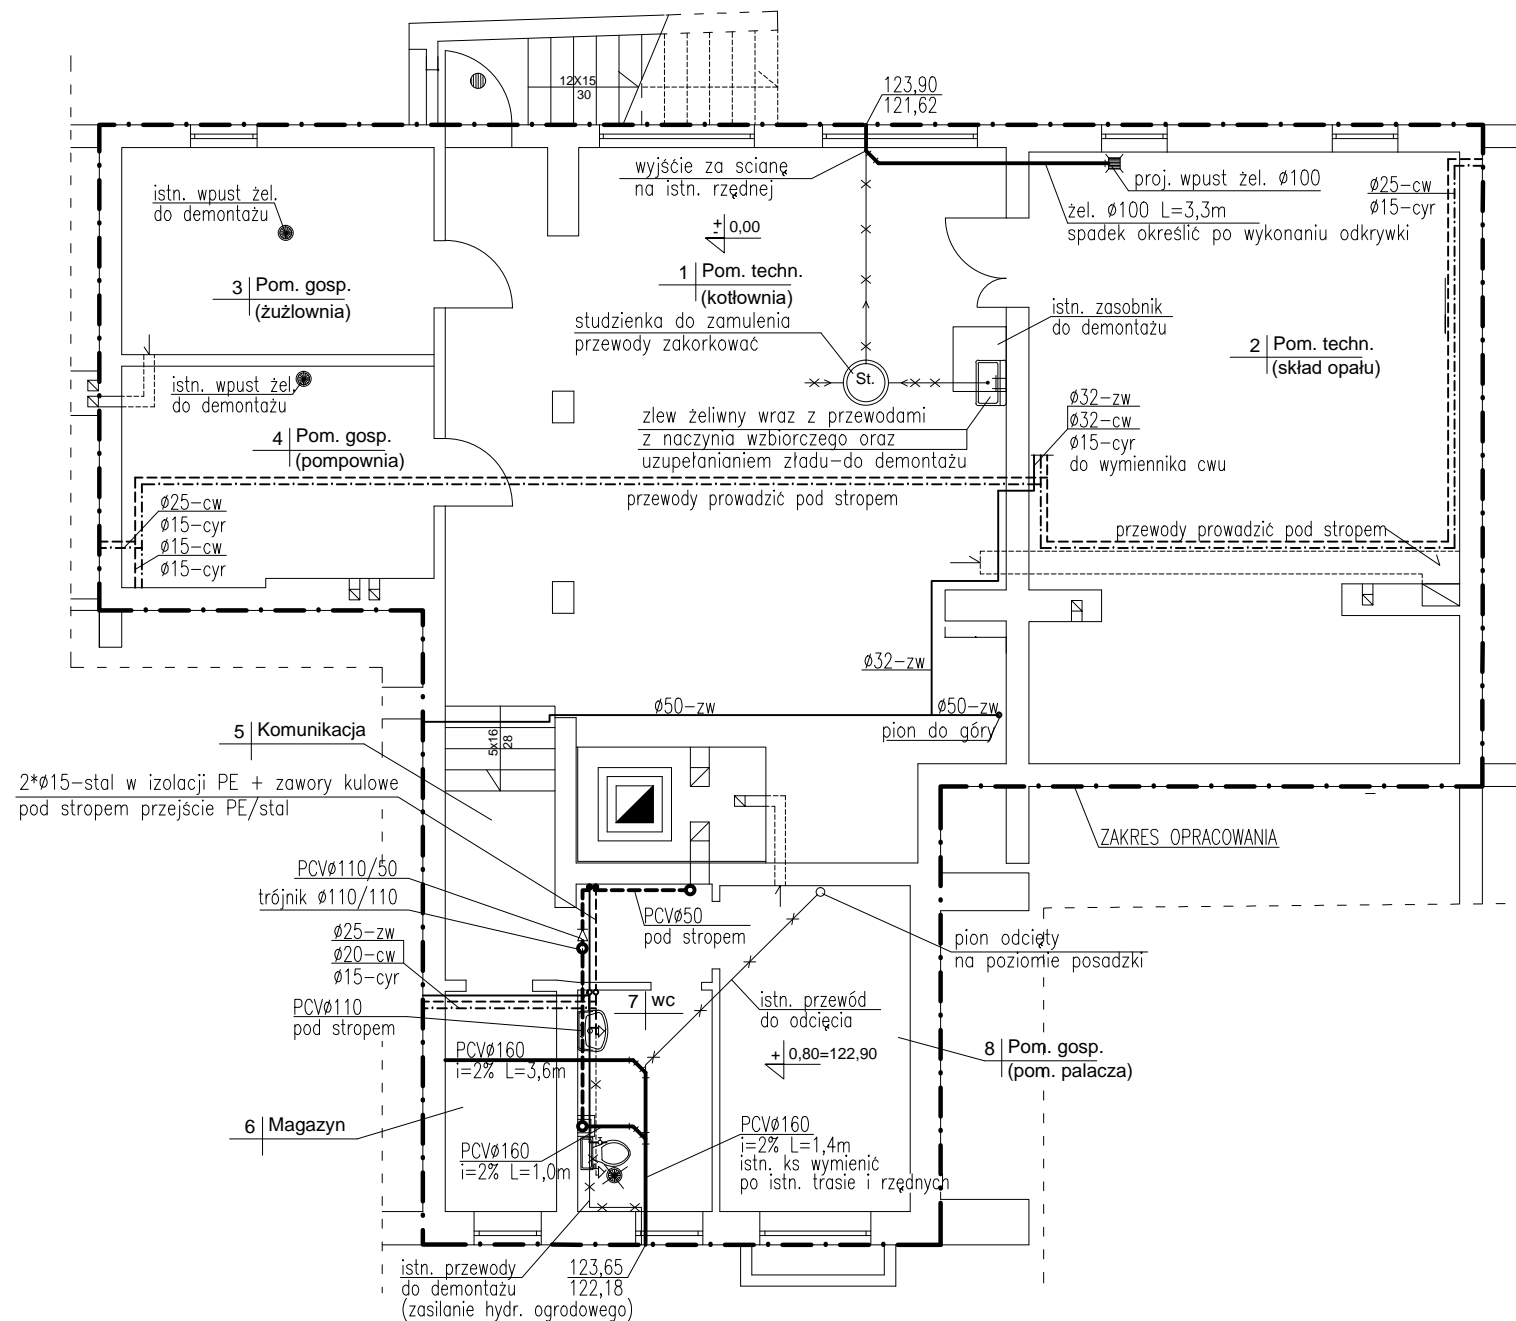 12X15
30
123,90
121,62
wyjście za scianę
na istn. rzędnej
proj. wpust żel. ø100
ø25-cw
ø15-cyr
żel. ø100 L=3,3m
spadek określić po wykonaniu odkrywki
istn. wpust żel.
do demontażu
+
-
0,00
1 Pom. techn.
(kotłownia)
3 Pom. gosp.
(żużlownia)
studzienka do zamulenia
przewody zakorkować
istn. zasobnik
do demontażu
2 Pom. techn.
(skład opału)
istn. wpust żel.
do demontażu
St.
ø32-zw
ø32-cw
ø15-cyr
do wymiennika cwu
zlew żeliwny wraz z przewodami
z naczynia wzbiorczego oraz
uzupełanianiem zładu-do demontażu
4 Pom. gosp.
(pompownia)
przewody prowadzić pod stropem
ø25-cw
ø15-cyr
ø15-cw
ø15-cyr
przewody prowadzić pod stropem
ø32-zw
ø50-zw
ø50-zw
pion do góry
5x16
28
5 Komunikacja
2*ø15-stal w izolacji PE + zawory kulowe
pod stropem przejście PE/stal
ZAKRES OPRACOWANIA
PCVø110/50
trójnik ø110/110
PCVø50
pod stropem
ø25-zw
ø20-cw
ø15-cyr
pion odcięty
na poziomie posadzki
7 wc
istn. przewód
do odcięcia
PCVø110
pod stropem
PCVø160
i=2% L=3,6m
+ 0,80=122,90
8 Pom. gosp.
(pom. palacza)
6 Magazyn
PCVø160
i=2% L=1,0m
PCVø160
i=2% L=1,4m
istn. ks wymienić
po istn. trasie i rzędnych
istn. przewody
do demontażu
(zasilanie hydr. ogrodowego)
123,65
122,18